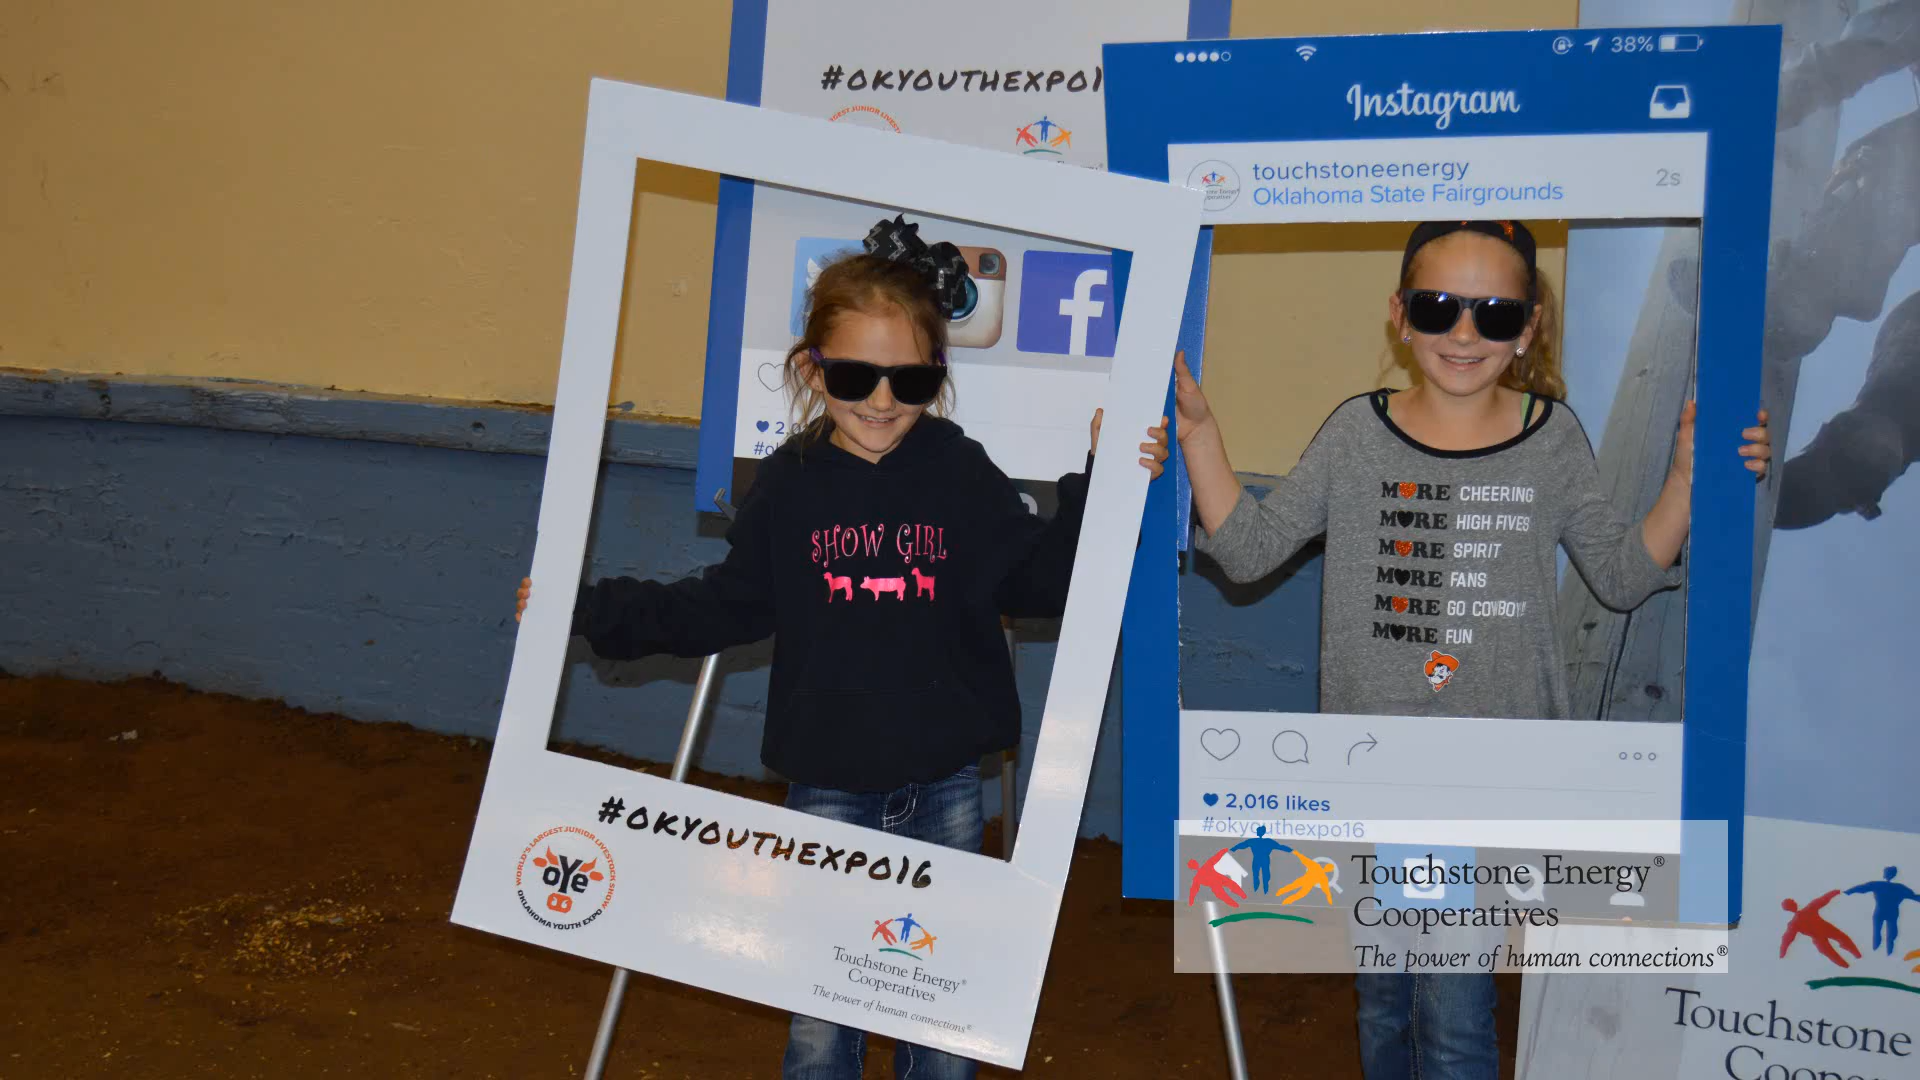 #OKYOUTHEXPO1
38%
Instagram
touchstoneenergy
Oklahoma State Fairgrounds
2s
f
SHOW GIRL
MORE CHEERING
MORE HIGH FIVES
MORE SPIRIT
MORE FANS
MORE GO COWBOY!
MORE FUN
2,016 likes
#okyouthexpo16
#OKYOUTHEXPO16
WORLD'S LARGEST JUNIOR LIVESTOCK SHOW
OYE
OKLAHOMA YOUTH EXPO
Touchstone Energy®
Cooperatives
The power of human connections®
Touchstone Energy®
Cooperatives
The power of human connections®
Touchstone